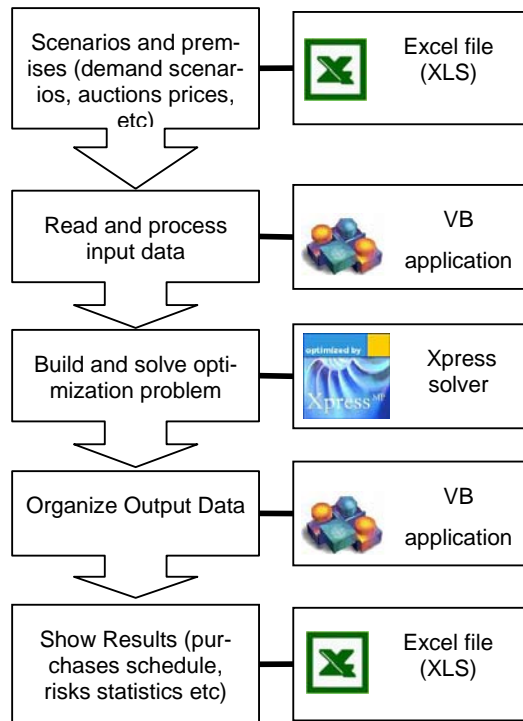 Scenarios and prem-
ises (demand scenar-
ios, auctions prices,
etc)
Excel file
(XLS)
Read and process
input data
VB
application
Build and solve opti-
mization problem
optimized by
Xpress MP
Xpress
solver
Organize Output Data
VB
application
Show Results (pur-
chases schedule,
risks statistics etc)
Excel file
(XLS)